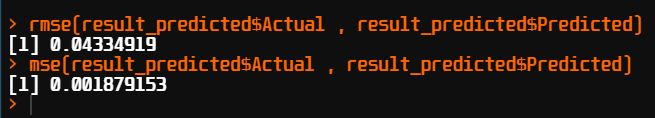 > rmse(result_predicted$Actual , result_predicted$Predicted)
[1] 0.04334919
> mse(result_predicted$Actual , result_predicted$Predicted)
[1] 0.001879153
>